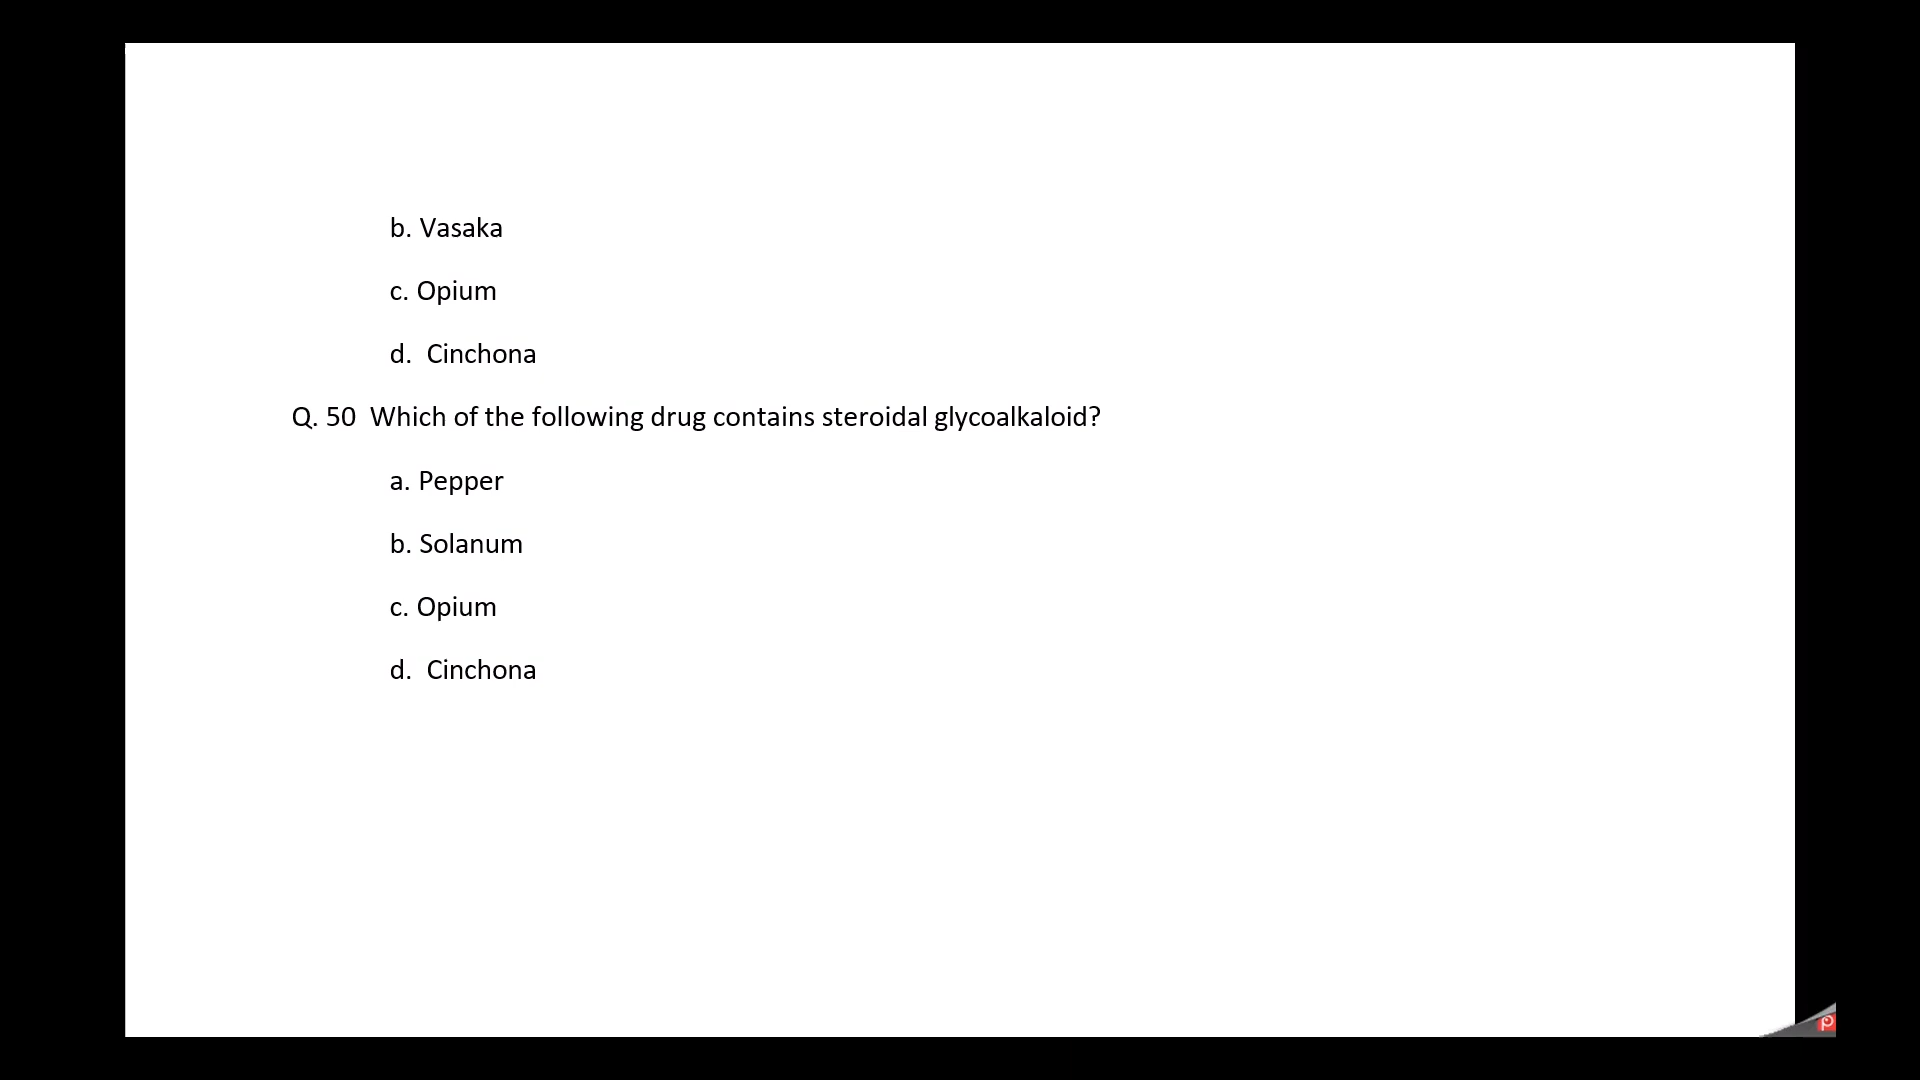 b. Vasaka
c. Opium
d.  Cinchona
Q. 50  Which of the following drug contains steroidal glycoalkaloid?
a. Pepper
b. Solanum
c. Opium
d.  Cinchona